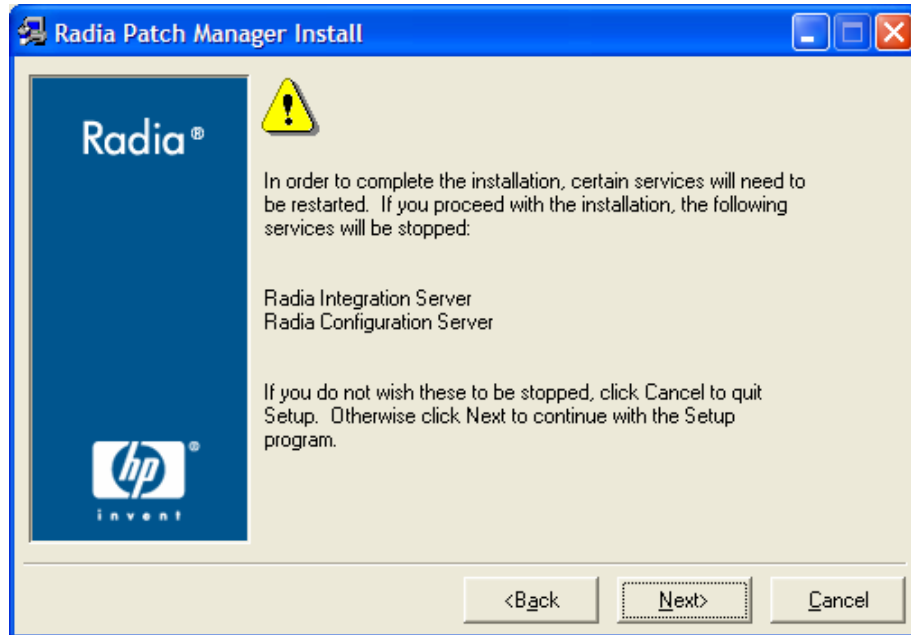 Radia Patch Manager Install
Radia®
In order to complete the installation, certain services will need to
be restarted.  If you proceed with the installation, the following
services will be stopped:
Radia Integration Server
Radia Configuration Server
If you do not wish these to be stopped, click Cancel to quit
Setup.  Otherwise click Next to continue with the Setup
program.
hp®
invent
<Back
Next>
Cancel